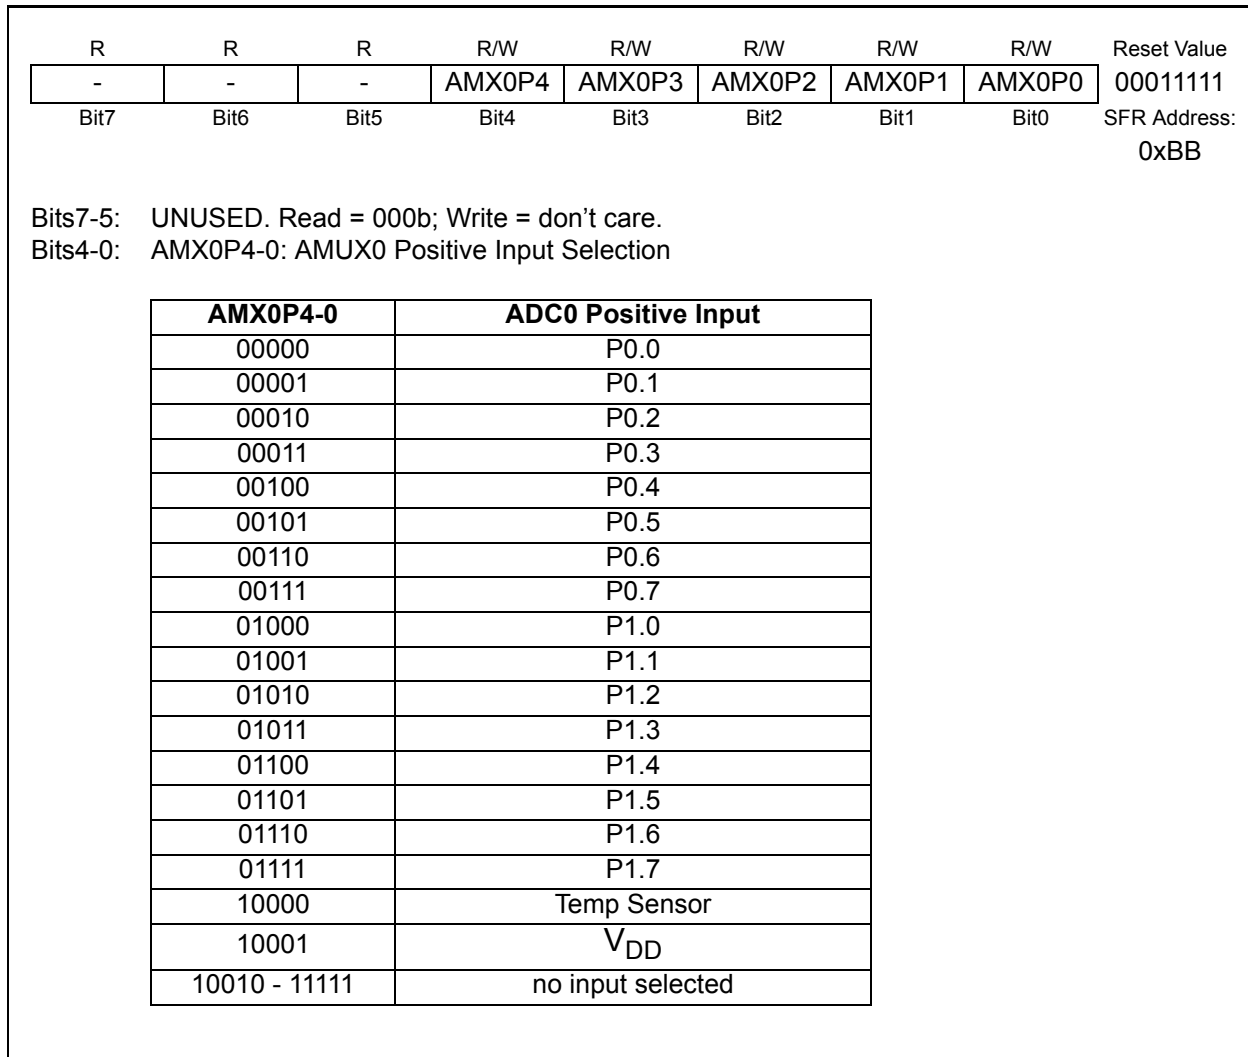 R R R R/W R/W R/W R/W R/W Reset Value
- - - AMX0P4 AMX0P3 AMX0P2 AMX0P1 AMX0P0 00011111
Bit7 Bit6 Bit5 Bit4 Bit3 Bit2 Bit1 Bit0 SFR Address:
0xBB
Bits7-5: UNUSED. Read = 000b; Write = don't care.
Bits4-0: AMX0P4-0: AMUX0 Positive Input Selection
AMX0P4-0 ADC0 Positive Input
00000 P0.0
00001 P0.1
00010 P0.2
00011 P0.3
00100 P0.4
00101 P0.5
00110 P0.6
00111 P0.7
01000 P1.0
01001 P1.1
01010 P1.2
01011 P1.3
01100 P1.4
01101 P1.5
01110 P1.6
01111 P1.7
10000 Temp Sensor
10001 VDD
10010 - 11111 no input selected